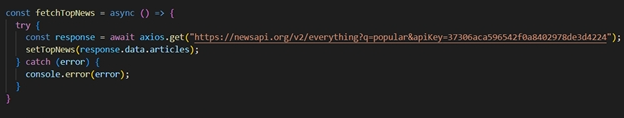 const fetchTopNews = async () => {
try {
const response = await axios.get("https://newsapi.org/v2/everything?q=popular&apiKey=37306aca596542f0a8402978de3d4224");
setTopNews(response.data.articles);
} catch (error) {
console.error(error);
}
}